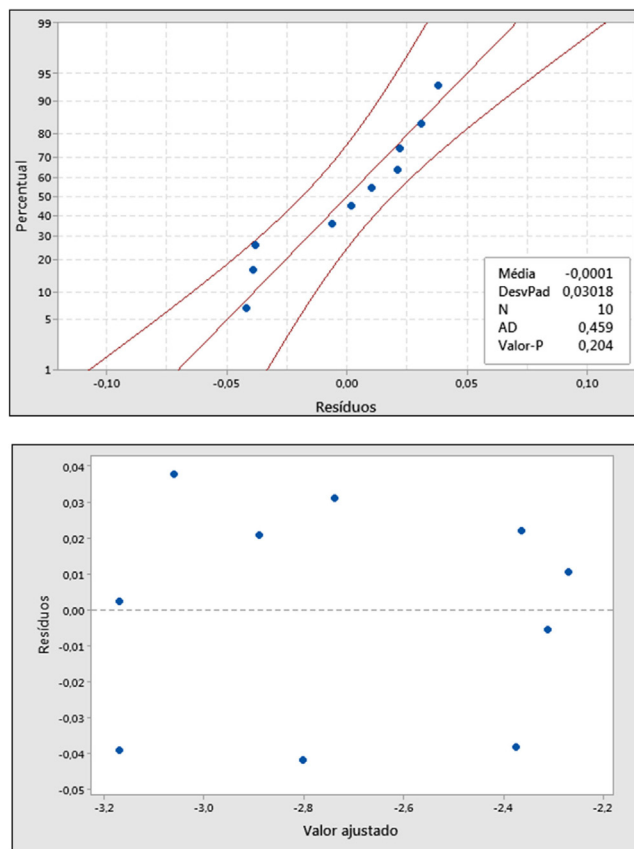 99
95
90
80
70
60
50
40
30
20
10
5
1
Percentual
Média -0,0001
DesvPad 0,03018
N 10
AD 0,459
Valor-P 0,204
-0,10 -0,05 0,00 0,05 0,10
Resíduos
0,04
0,03
0,02
0,01
0,00
-0,01
-0,02
-0,03
-0,04
-0,05
Resíduos
-3,2 -3,0 -2,8 -2,6 -2,4 -2,2
Valor ajustado